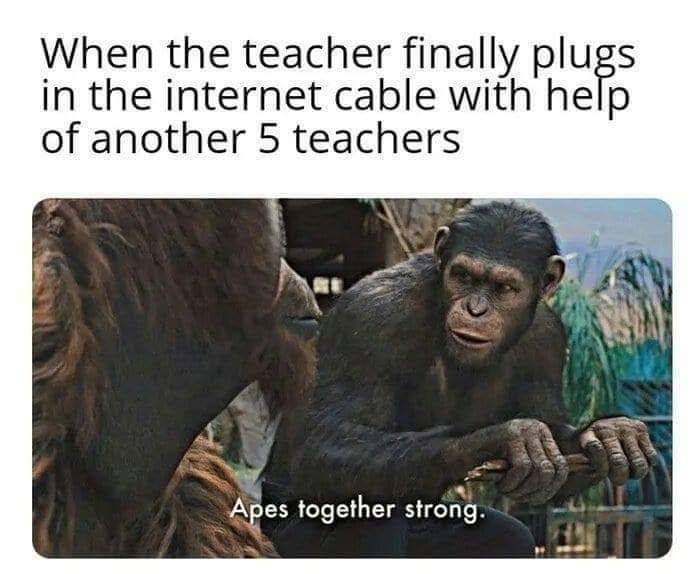 When the teacher finally plugs
in the internet cable with help
of another 5 teachers
Apes together strong.